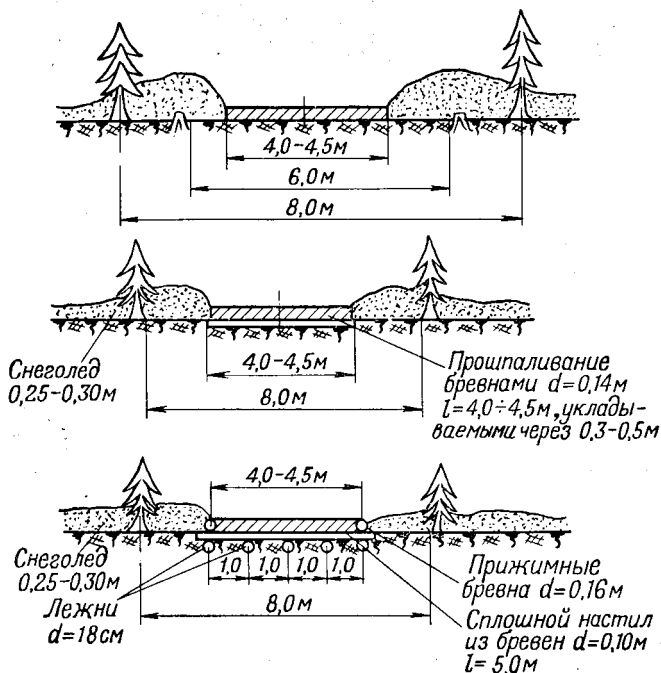 4,0-4,5м
6,0м
8,0м
Снеголед
0,25-0,30м
4,0-4,5м
8,0м
Прошпаливание
бревнами d=0,14м
l=4,0÷4,5м, уклады-
ваемыми через 0,3-0,5м
4,0-4,5м
Снеголед
0,25-0,30м
Лежни
d=18см
1,0 1,0 1,0 1,0
8,0м
Прижимные
бревна d=0,16м
Сплошной настил
из бревен d=0,10м
l=5,0м